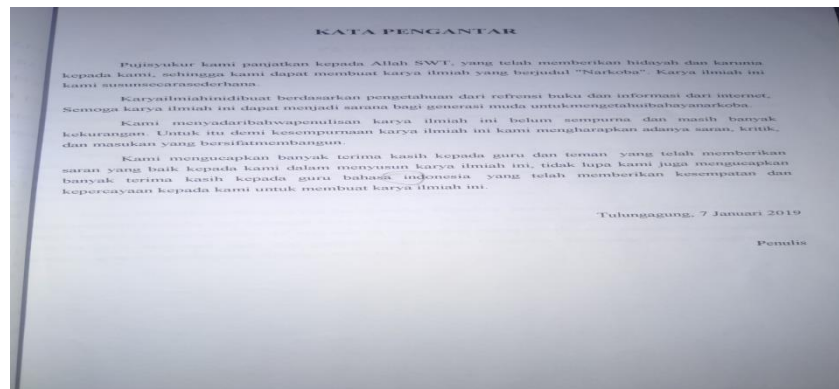 KATA PENGANTAR
Pujisyukur kami panjatkan kepada Allah SWT, yang telah memberikan hidayah dan karunia
kepada kami, sehingga kami dapat membuat karya ilmiah yang berjudul "Narkoba". Karya ilmiah ini
kami susunsecarasederhana.
Karyailmiahinidibuat berdasarkan pengetahuan dari refrensi buku dan informasi dari internet,
Semoga karya ilmiah ini dapat menjadi sarana bagi generasi muda untukmengetahuibahayanarkoba.
Kami menyadaribahwapenulisan karya ilmiah ini belum sempurna dan masih banyak
kekurangan. Untuk itu demi kesempurnaan karya ilmiah ini kami mengharapkan adanya saran, kritik,
dan masukan yang bersifatmembangun.
Kami mengucapkan banyak terima kasih kepada guru dan teman yang telah memberikan
saran yang baik kepada kami dalam menyusun karya ilmiah ini, tidak lupa kami juga mengucapkan
banyak terima kasih kepada guru bahasa indonesia yang telah memberikan kesempatan dan
kepercayaan kepada kami untuk membuat karya ilmiah ini.
Tulungagung, 7 Januari 2019
Penulis